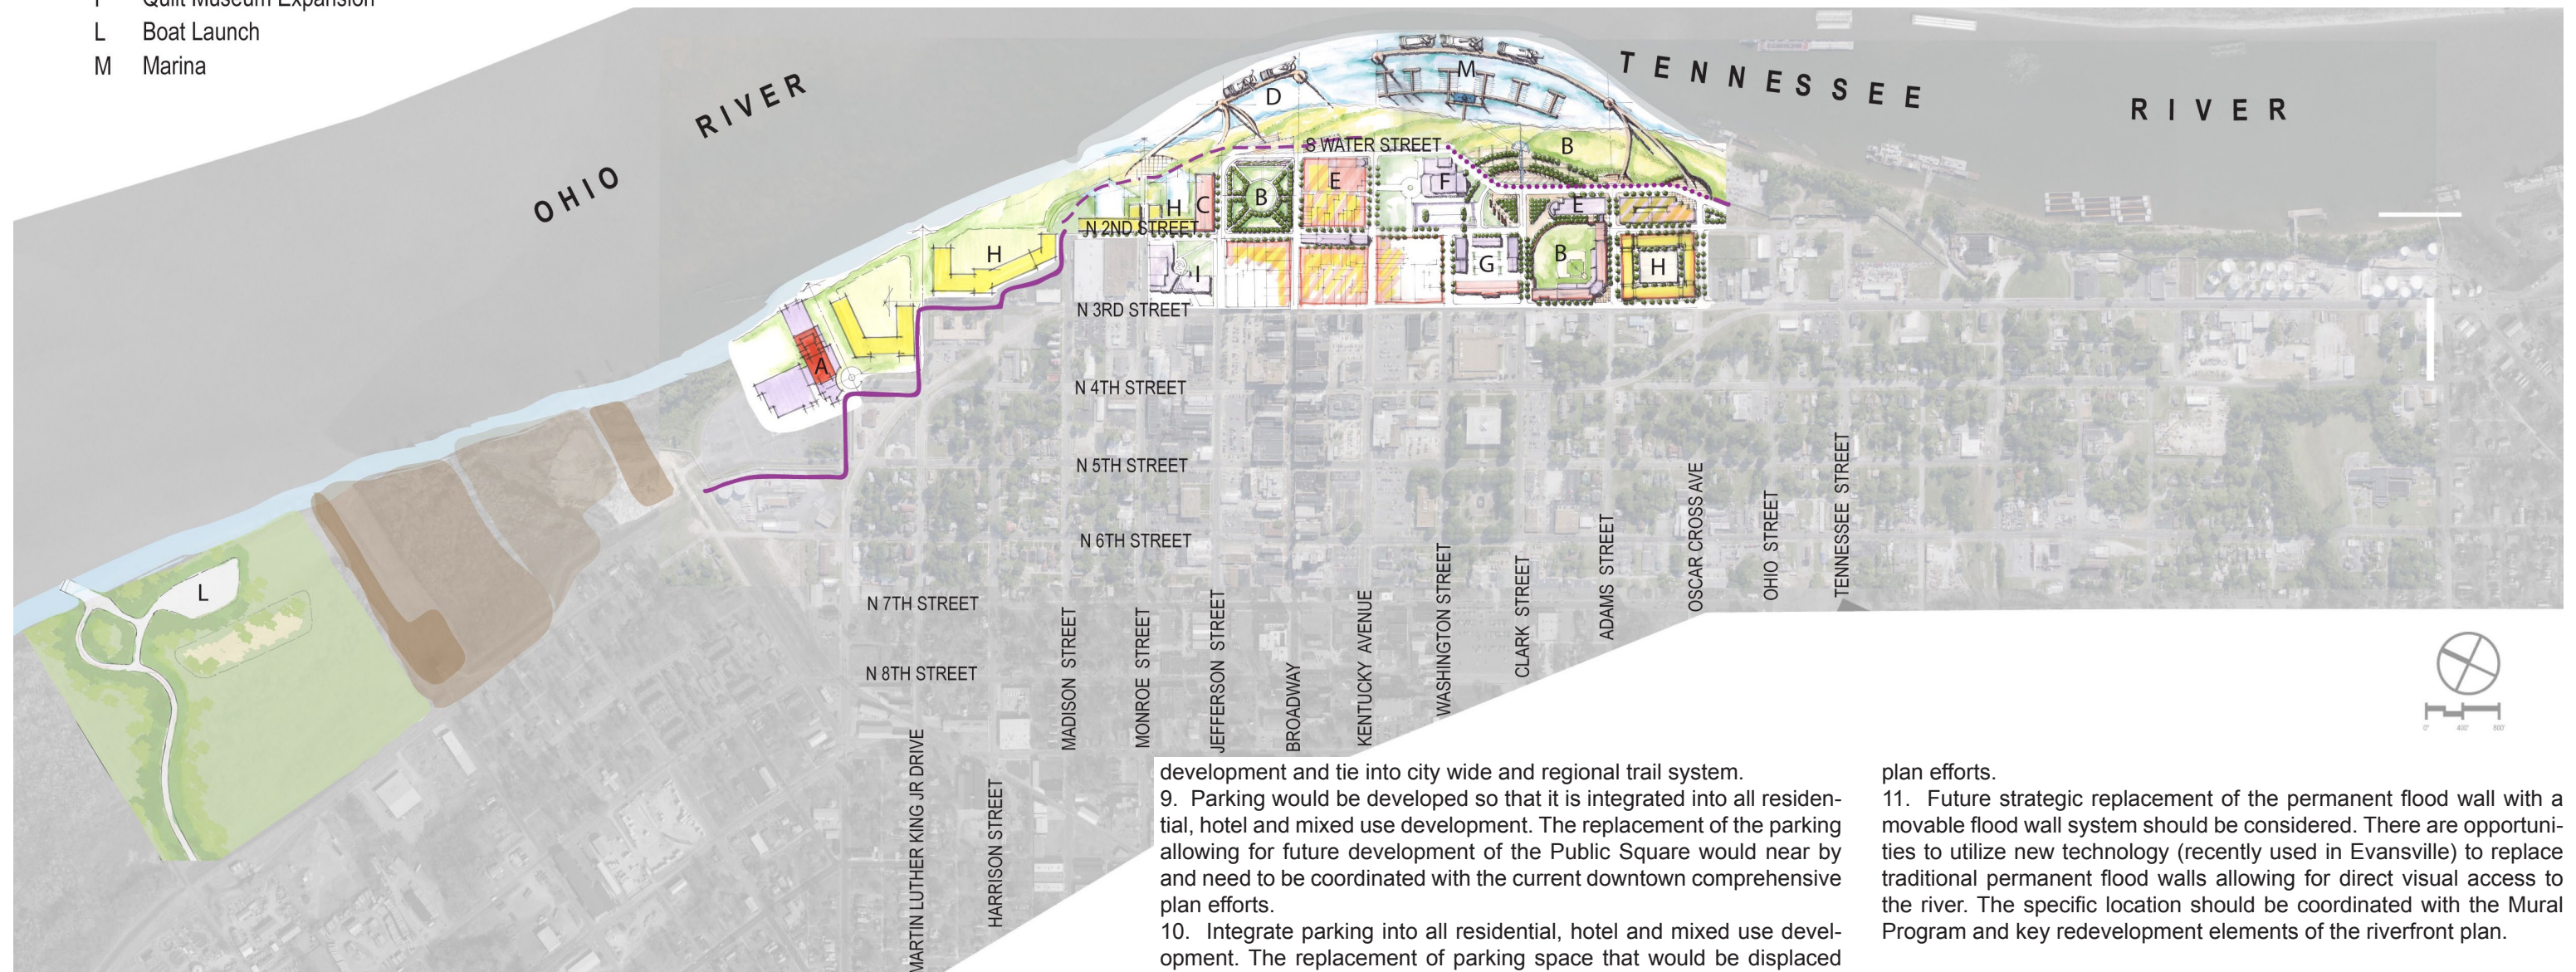 I Quilt Museum Expansion
L Boat Launch
M Marina
OHIO RIVER
TENNESSEE RIVER
D
M
S WATER STREET
B
H
C
B
E
F
E
N 2ND STREET
H
I
G
B
H
A
N 3RD STREET
N 4TH STREET
N 5TH STREET
N 6TH STREET
N 7TH STREET
N 8TH STREET
L
MARTIN LUTHER KING JR DRIVE
HARRISON STREET
MADISON STREET
MONROE STREET
JEFFERSON STREET
BROADWAY
KENTUCKY AVENUE
WASHINGTON STREET
CLARK STREET
ADAMS STREET
OSCAR CROSS AVE
OHIO STREET
TENNESSEE STREET
0' 400' 800'
development and tie into city wide and regional trail system.
9. Parking would be developed so that it is integrated into all residen-
tial, hotel and mixed use development. The replacement of the parking
allowing for future development of the Public Square would near by
and need to be coordinated with the current downtown comprehensive
plan efforts.
10. Integrate parking into all residential, hotel and mixed use devel-
opment. The replacement of parking space that would be displaced
plan efforts.
11. Future strategic replacement of the permanent flood wall with a
movable flood wall system should be considered. There are opportuni-
ties to utilize new technology (recently used in Evansville) to replace
traditional permanent flood walls allowing for direct visual access to
the river. The specific location should be coordinated with the Mural
Program and key redevelopment elements of the riverfront plan.